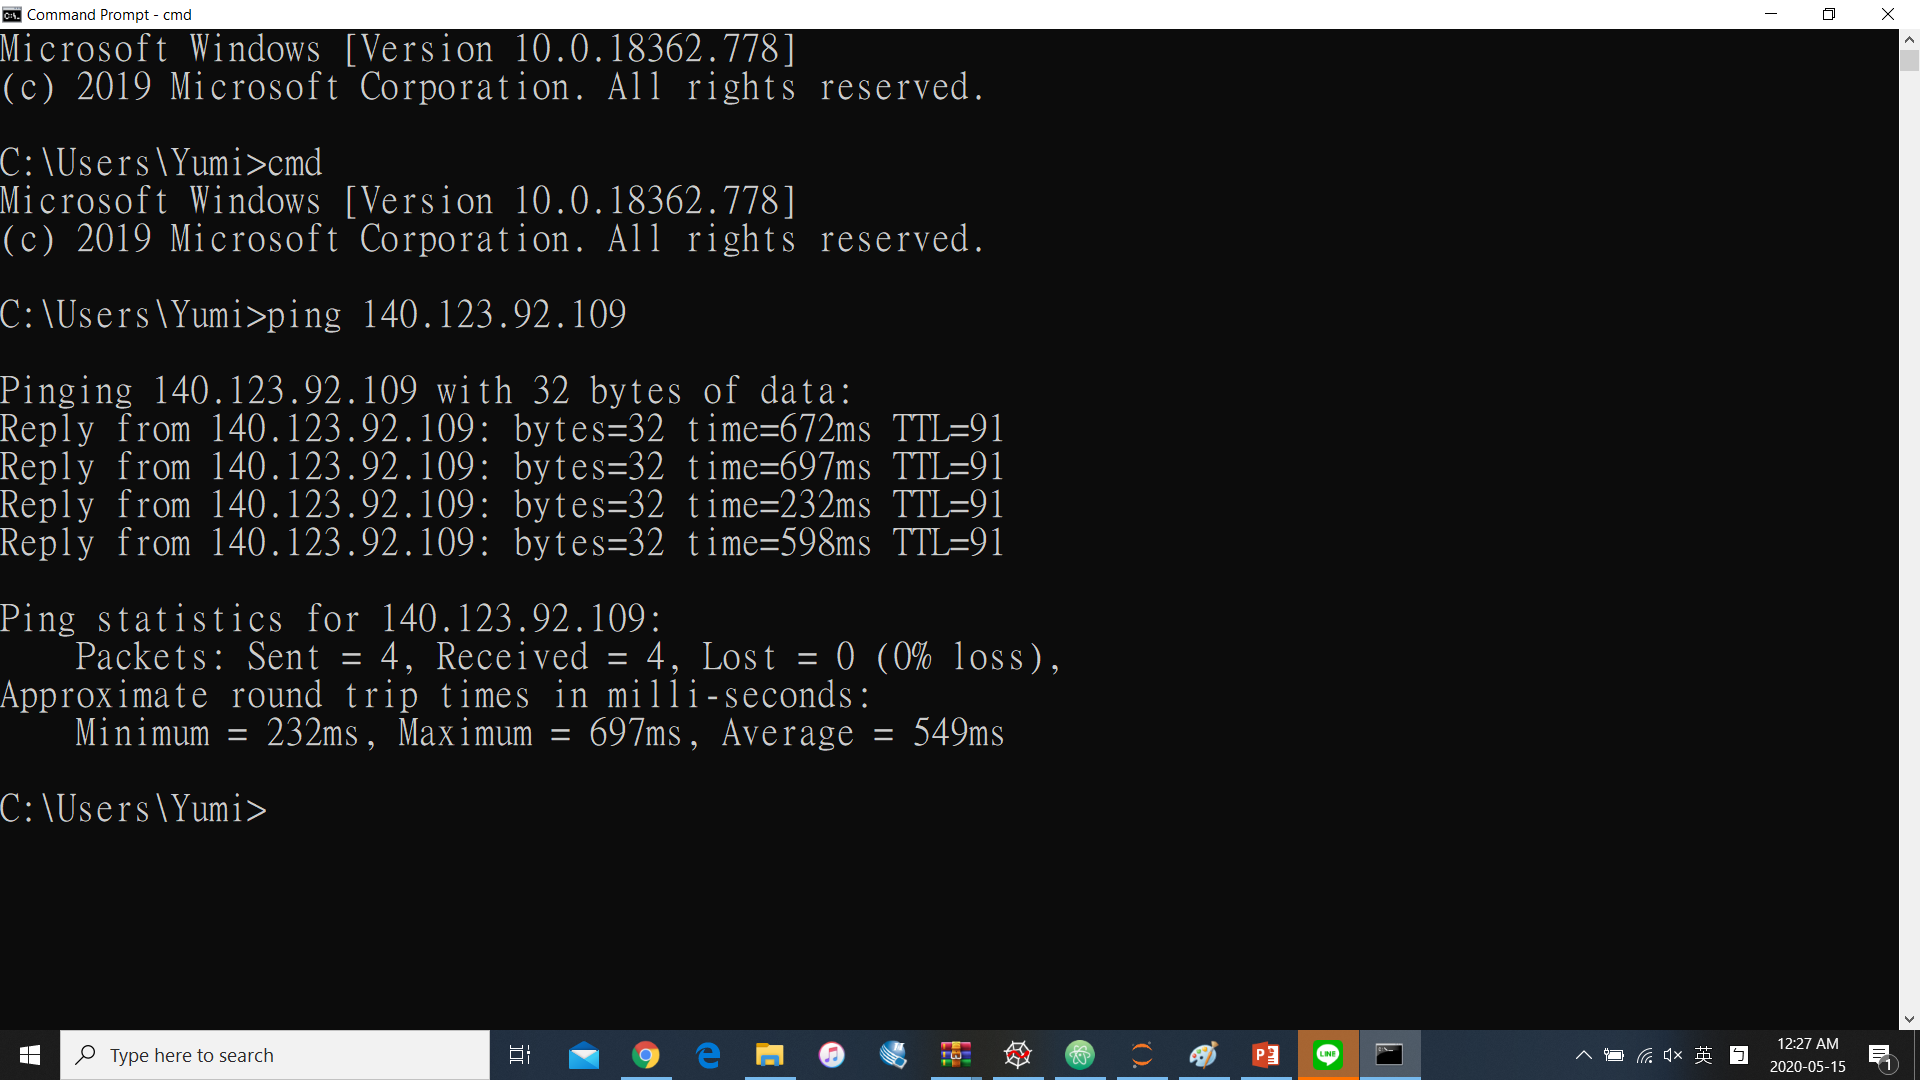 Command Prompt - cmd
Microsoft Windows [Version 10.0.18362.778]
(c) 2019 Microsoft Corporation. All rights reserved.
C:\Users\Yumi>cmd
Microsoft Windows [Version 10.0.18362.778]
(c) 2019 Microsoft Corporation. All rights reserved.
C:\Users\Yumi>ping 140.123.92.109
Pinging 140.123.92.109 with 32 bytes of data:
Reply from 140.123.92.109: bytes=32 time=672ms TTL=91
Reply from 140.123.92.109: bytes=32 time=697ms TTL=91
Reply from 140.123.92.109: bytes=32 time=232ms TTL=91
Reply from 140.123.92.109: bytes=32 time=598ms TTL=91
Ping statistics for 140.123.92.109:
    Packets: Sent = 4, Received = 4, Lost = 0 (0% loss),
Approximate round trip times in milli-seconds:
    Minimum = 232ms, Maximum = 697ms, Average = 549ms
C:\Users\Yumi>
Type here to search
LINE
英
ㄅ
12:27 AM
2020-05-15
1